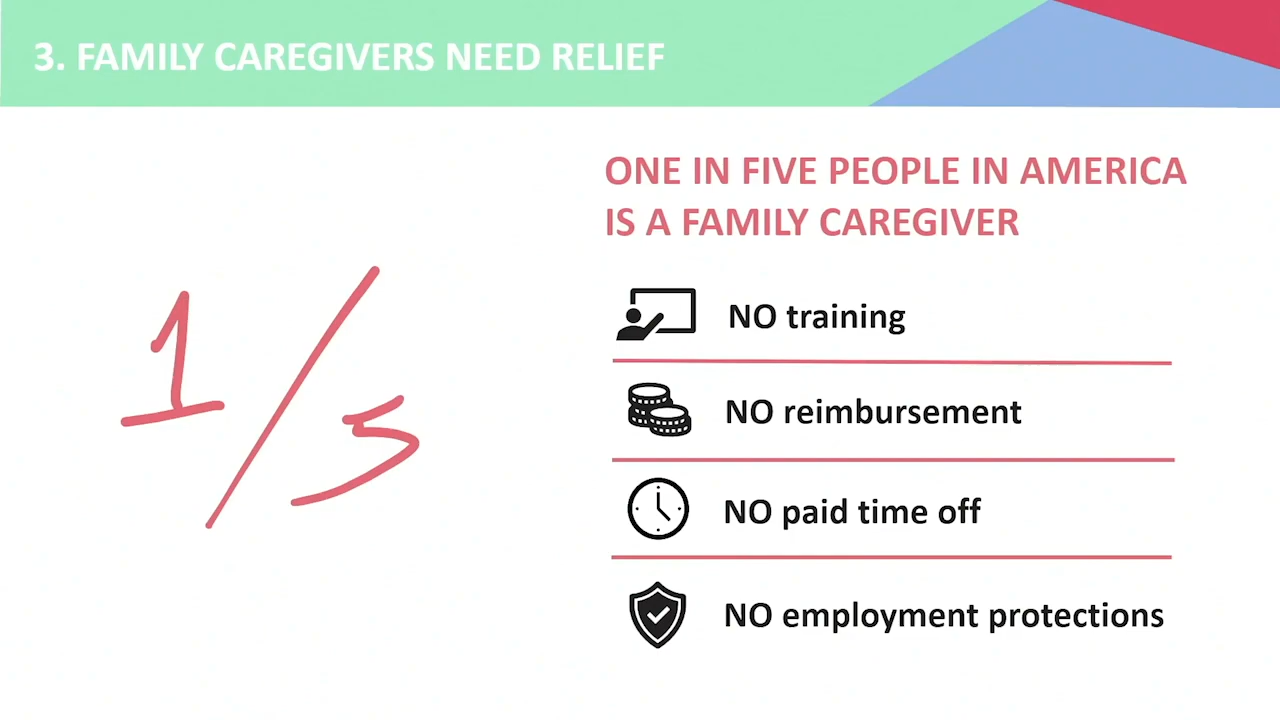 3. FAMILY CAREGIVERS NEED RELIEF
1/5
ONE IN FIVE PEOPLE IN AMERICA
IS A FAMILY CAREGIVER
NO training
NO reimbursement
NO paid time off
NO employment protections